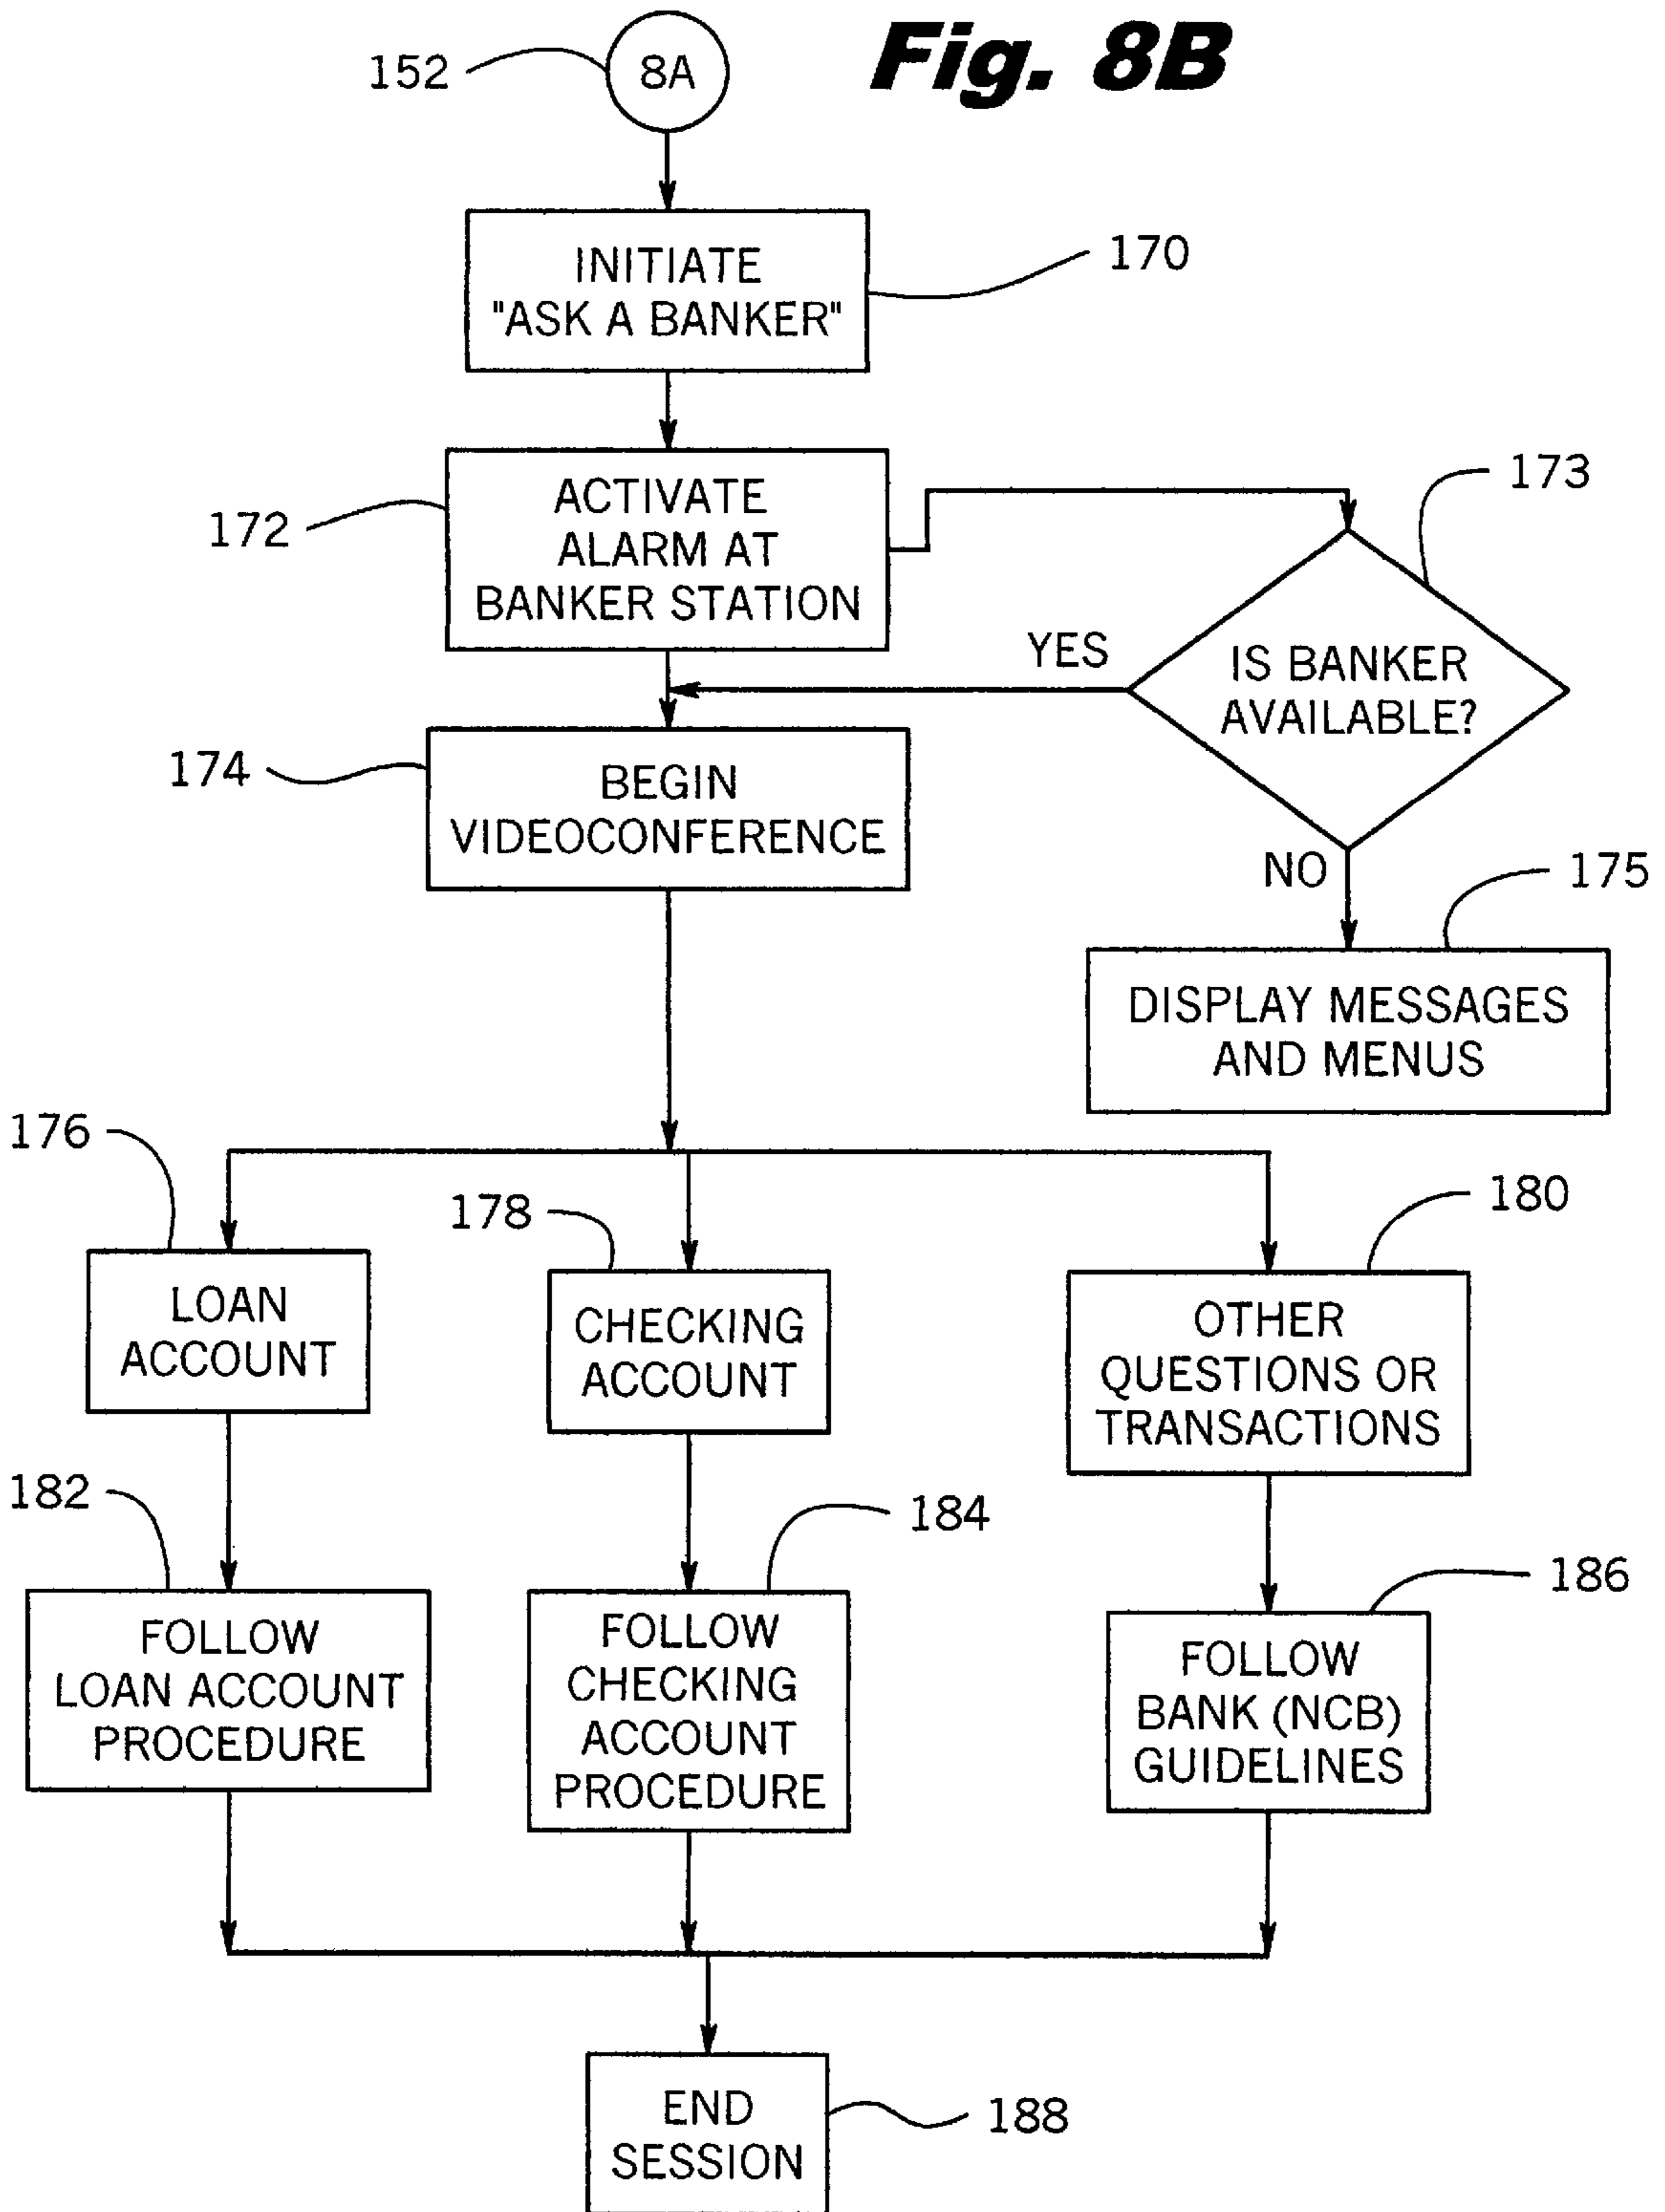 Fig. 8B
152
8A
INITIATE
"ASK A BANKER"
170
ACTIVATE
ALARM AT
BANKER STATION
172
173
IS BANKER
AVAILABLE?
YES
NO
174
BEGIN
VIDEOCONFERENCE
175
DISPLAY MESSAGES
AND MENUS
176
LOAN
ACCOUNT
178
CHECKING
ACCOUNT
180
OTHER
QUESTIONS OR
TRANSACTIONS
182
FOLLOW
LOAN ACCOUNT
PROCEDURE
184
FOLLOW
CHECKING
ACCOUNT
PROCEDURE
186
FOLLOW
BANK (NCB)
GUIDELINES
END
SESSION
188